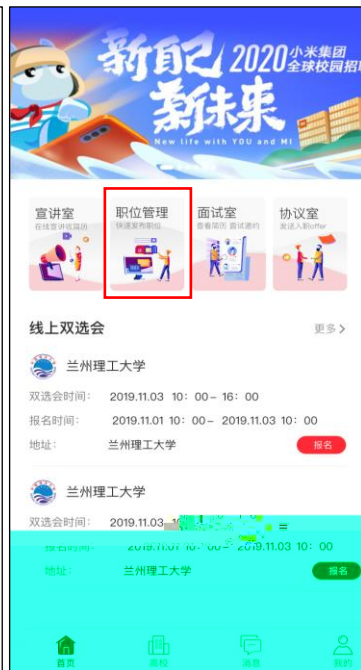 新自己 2020 小米集团
全球校园招聘
新未来
New life with YOU and MI
宣讲室 职位管理 面试室 协议室
在线宣讲收简历 快速发布职位 查看简历 尝试邀约 发送入职offer
线上双选会 更多 >
兰州理工大学
双选会时间: 2019.11.03 10: 00- 16: 00
报名时间: 2019.11.01 10: 00- 2019.11.03 10: 00
地址: 兰州理工大学 报名
兰州理工大学
双选会时间: 2019.11.03
报名时间: 2019.11.01 10: 00- 2019.11.03 10: 00
地址: 兰州理工大学 报名
首页 高校 消息 我的